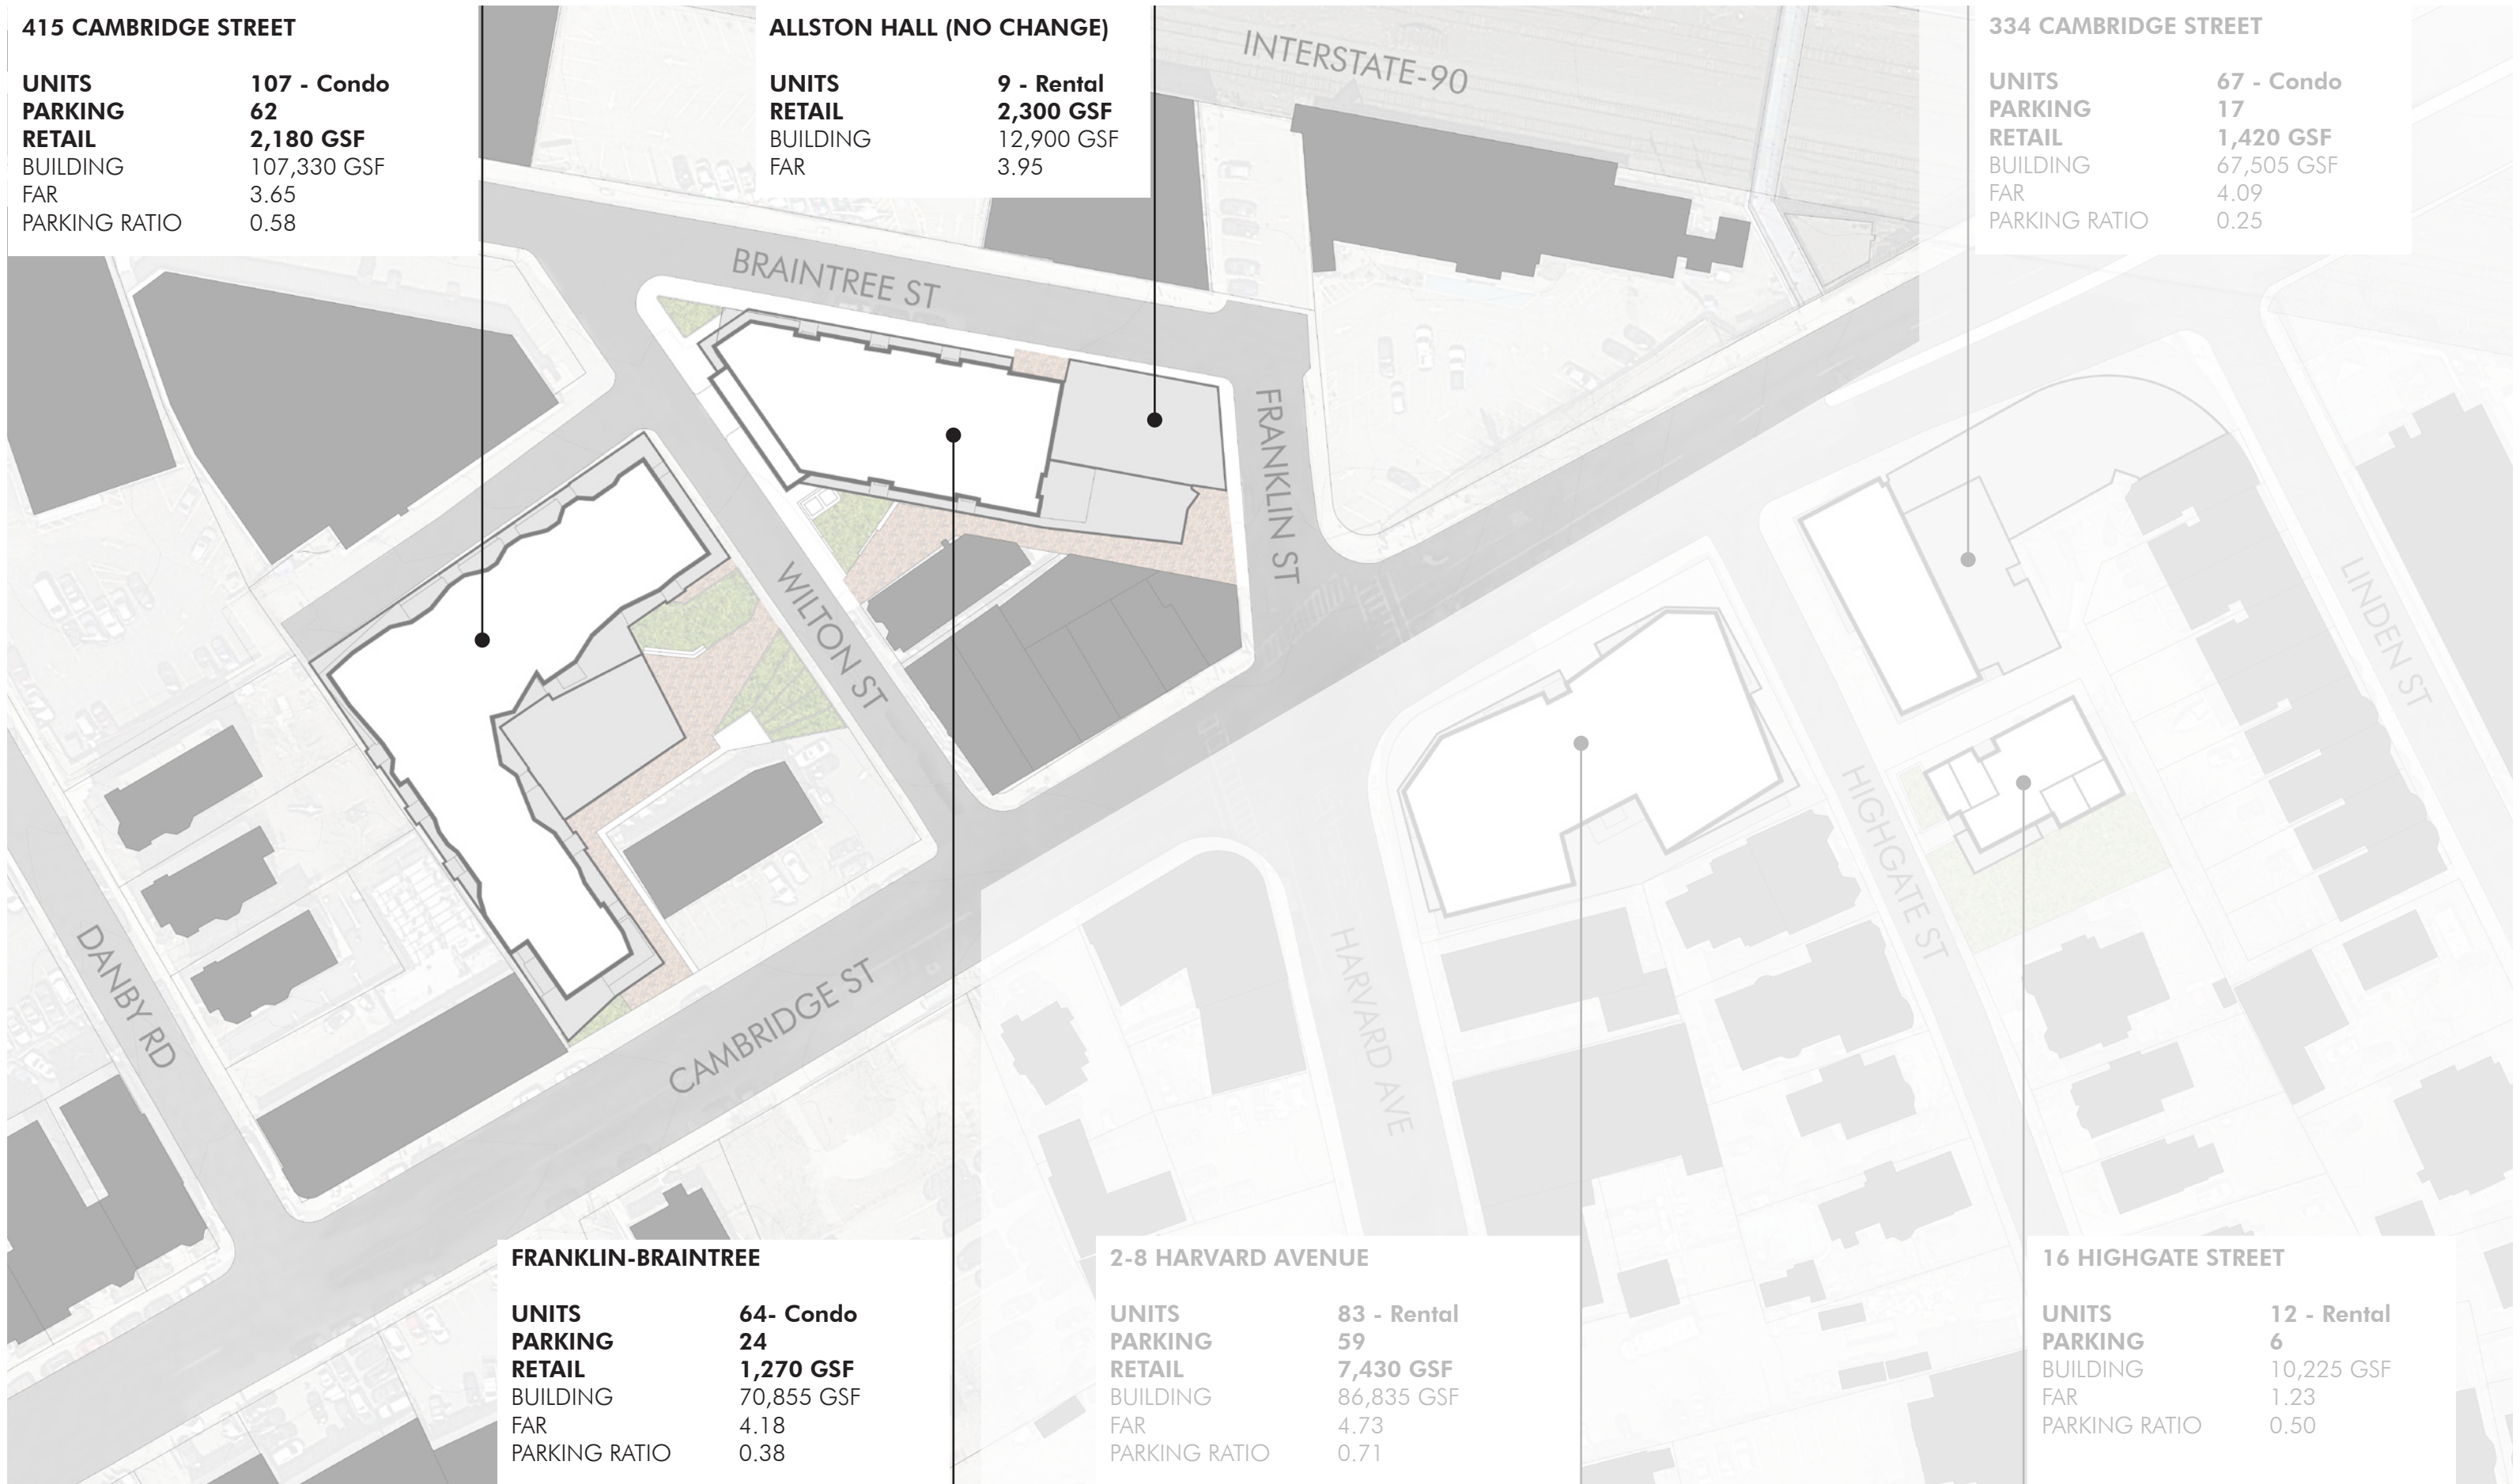 415 CAMBRIDGE STREET
UNITS 107 - Condo
PARKING 62
RETAIL 2,180 GSF
BUILDING 107,330 GSF
FAR 3.65
PARKING RATIO 0.58
ALLSTON HALL (NO CHANGE)
UNITS 9 - Rental
RETAIL 2,300 GSF
BUILDING 12,900 GSF
FAR 3.95
334 CAMBRIDGE STREET
UNITS 67 - Condo
PARKING 17
RETAIL 1,420 GSF
BUILDING 67,505 GSF
FAR 4.09
PARKING RATIO 0.25
INTERSTATE-90
BRAINTREE ST
FRANKLIN ST
WILTON ST
LINDEN ST
HIGHGATE ST
HARVARD AVE
DANBY RD
CAMBRIDGE ST
FRANKLIN-BRAINTREE
UNITS 64- Condo
PARKING 24
RETAIL 1,270 GSF
BUILDING 70,855 GSF
FAR 4.18
PARKING RATIO 0.38
2-8 HARVARD AVENUE
UNITS 83 - Rental
PARKING 59
RETAIL 7,430 GSF
BUILDING 86,835 GSF
FAR 4.73
PARKING RATIO 0.71
16 HIGHGATE STREET
UNITS 12 - Rental
PARKING 6
BUILDING 10,225 GSF
FAR 1.23
PARKING RATIO 0.50